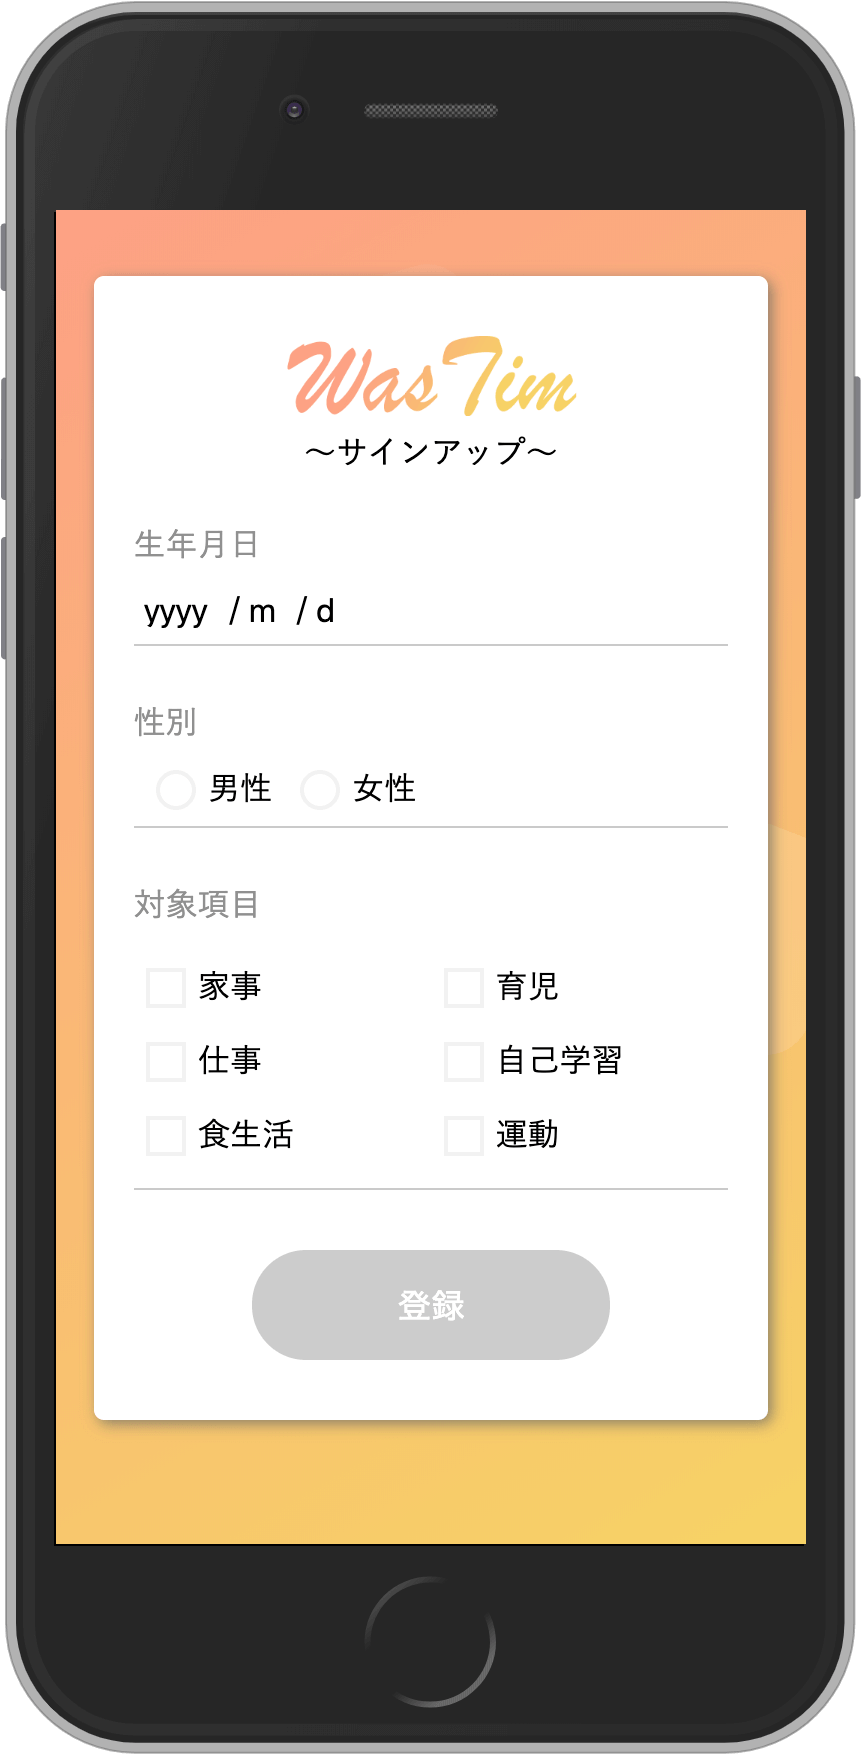 WasTim
～サインアップ～
生年月日
yyyy / m / d
性別
男性 女性
対象項目
家事 育児
仕事 自己学習
食生活 運動
登録